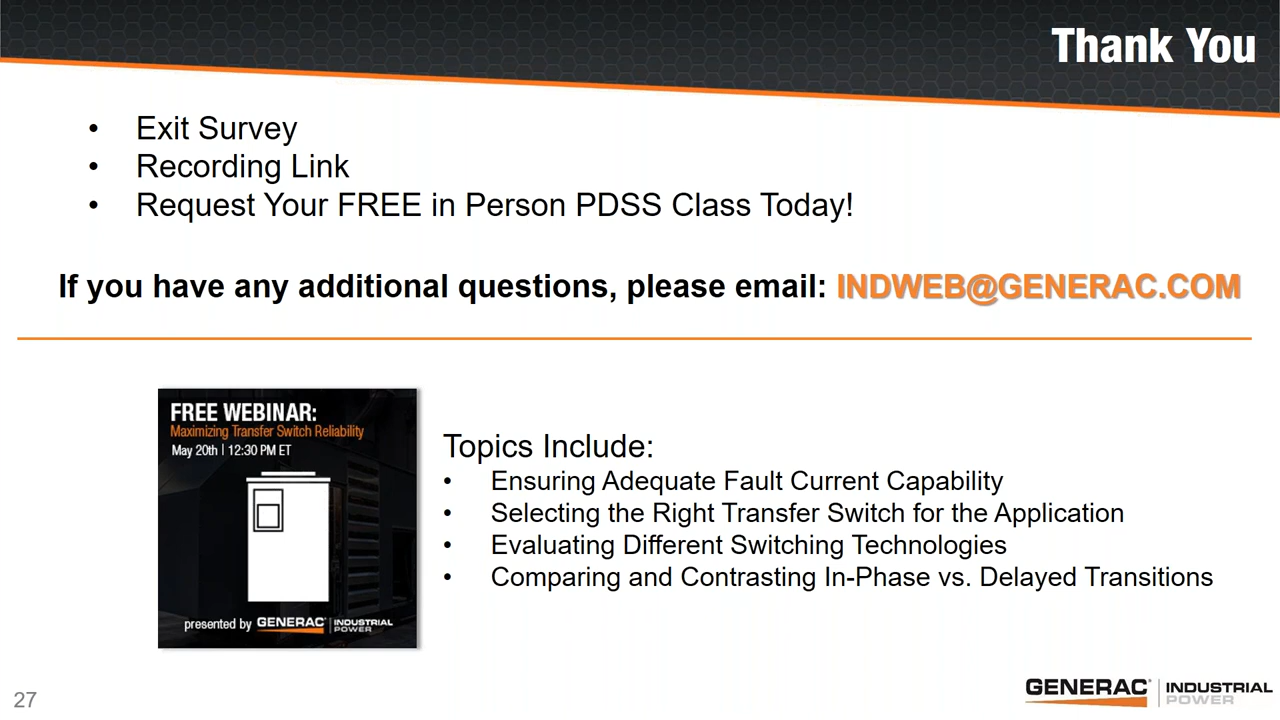 Thank You
• Exit Survey
• Recording Link
• Request Your FREE in Person PDSS Class Today!
If you have any additional questions, please email: INDWEB@GENERAC.COM
FREE WEBINAR:
Maximizing Transfer Switch Reliability
May 20th | 12:30 PM ET
presented by GENERAC | INDUSTRIAL POWER
Topics Include:
• Ensuring Adequate Fault Current Capability
• Selecting the Right Transfer Switch for the Application
• Evaluating Different Switching Technologies
• Comparing and Contrasting In-Phase vs. Delayed Transitions
27
GENERAC | INDUSTRIAL POWER